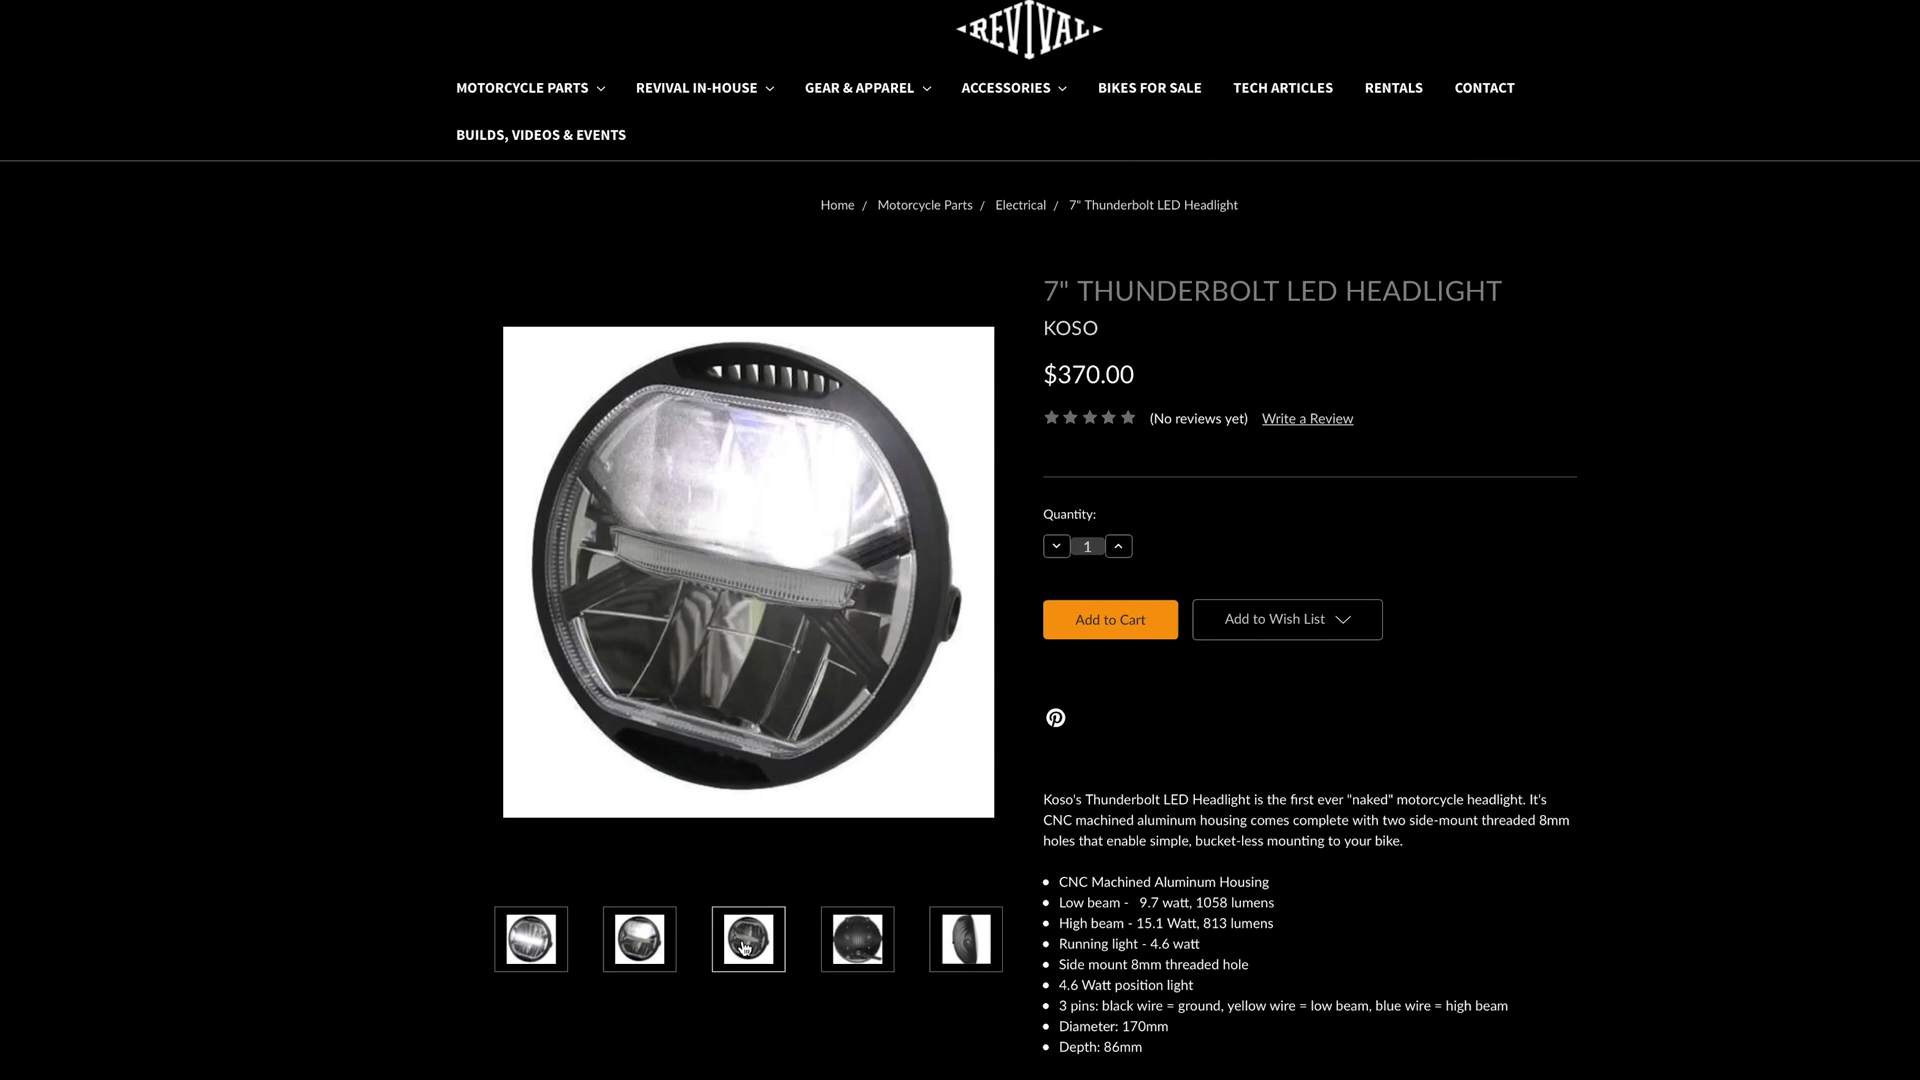 REVIVAL
MOTORCYCLE PARTS REVIVAL IN-HOUSE GEAR & APPAREL ACCESSORIES BIKES FOR SALE TECH ARTICLES RENTALS CONTACT
BUILDS, VIDEOS & EVENTS
Home / Motorcycle Parts / Electrical / 7" Thunderbolt LED Headlight
7" THUNDERBOLT LED HEADLIGHT
KOSO
$370.00
(No reviews yet) Write a Review
Quantity:
1
Add to Cart Add to Wish List
Koso's Thunderbolt LED Headlight is the first ever "naked" motorcycle headlight. It's
CNC machined aluminum housing comes complete with two side-mount threaded 8mm
holes that enable simple, bucket-less mounting to your bike.
• CNC Machined Aluminum Housing
• Low beam - 9.7 watt, 1058 lumens
• High beam - 15.1 Watt, 813 lumens
• Running light - 4.6 watt
• Side mount 8mm threaded hole
• 4.6 Watt position light
• 3 pins: black wire = ground, yellow wire = low beam, blue wire = high beam
• Diameter: 170mm
• Depth: 86mm